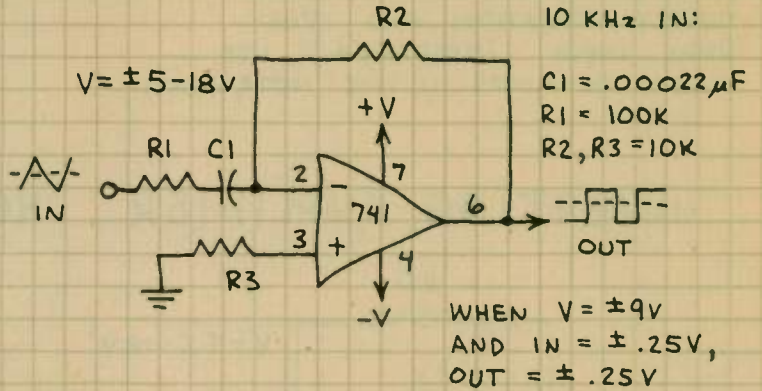 R2
10 KHz IN:
V = ±5-18V
C1 = .00022µF
R1 = 100K
R2, R3 = 10K
+V
R1 C1
7
2 -
741
6
IN
3 +
4
OUT
R3
-V
WHEN V = ±9V
AND IN = ±.25V,
OUT = ±.25V